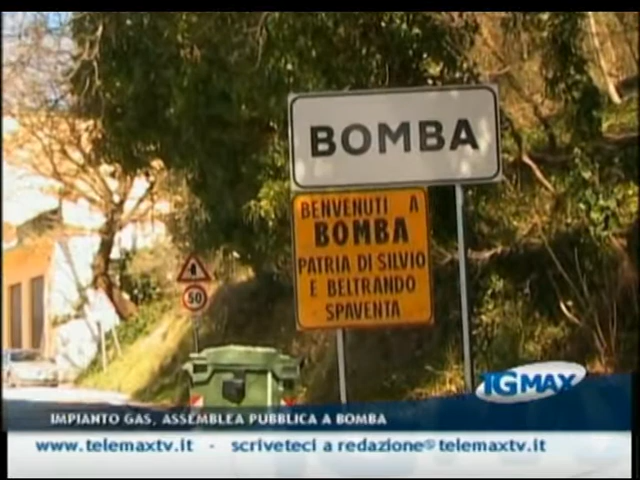 BOMBA
BENVENUTI A
BOMBA
PATRIA DI SILVIO
E BELTRANDO
SPAVENTA
50
TGMAX
IMPIANTO GAS, ASSEMBLEA PUBBLICA A BOMBA
www.telemaxtv.it - scriveteci a redazione@telemaxtv.it